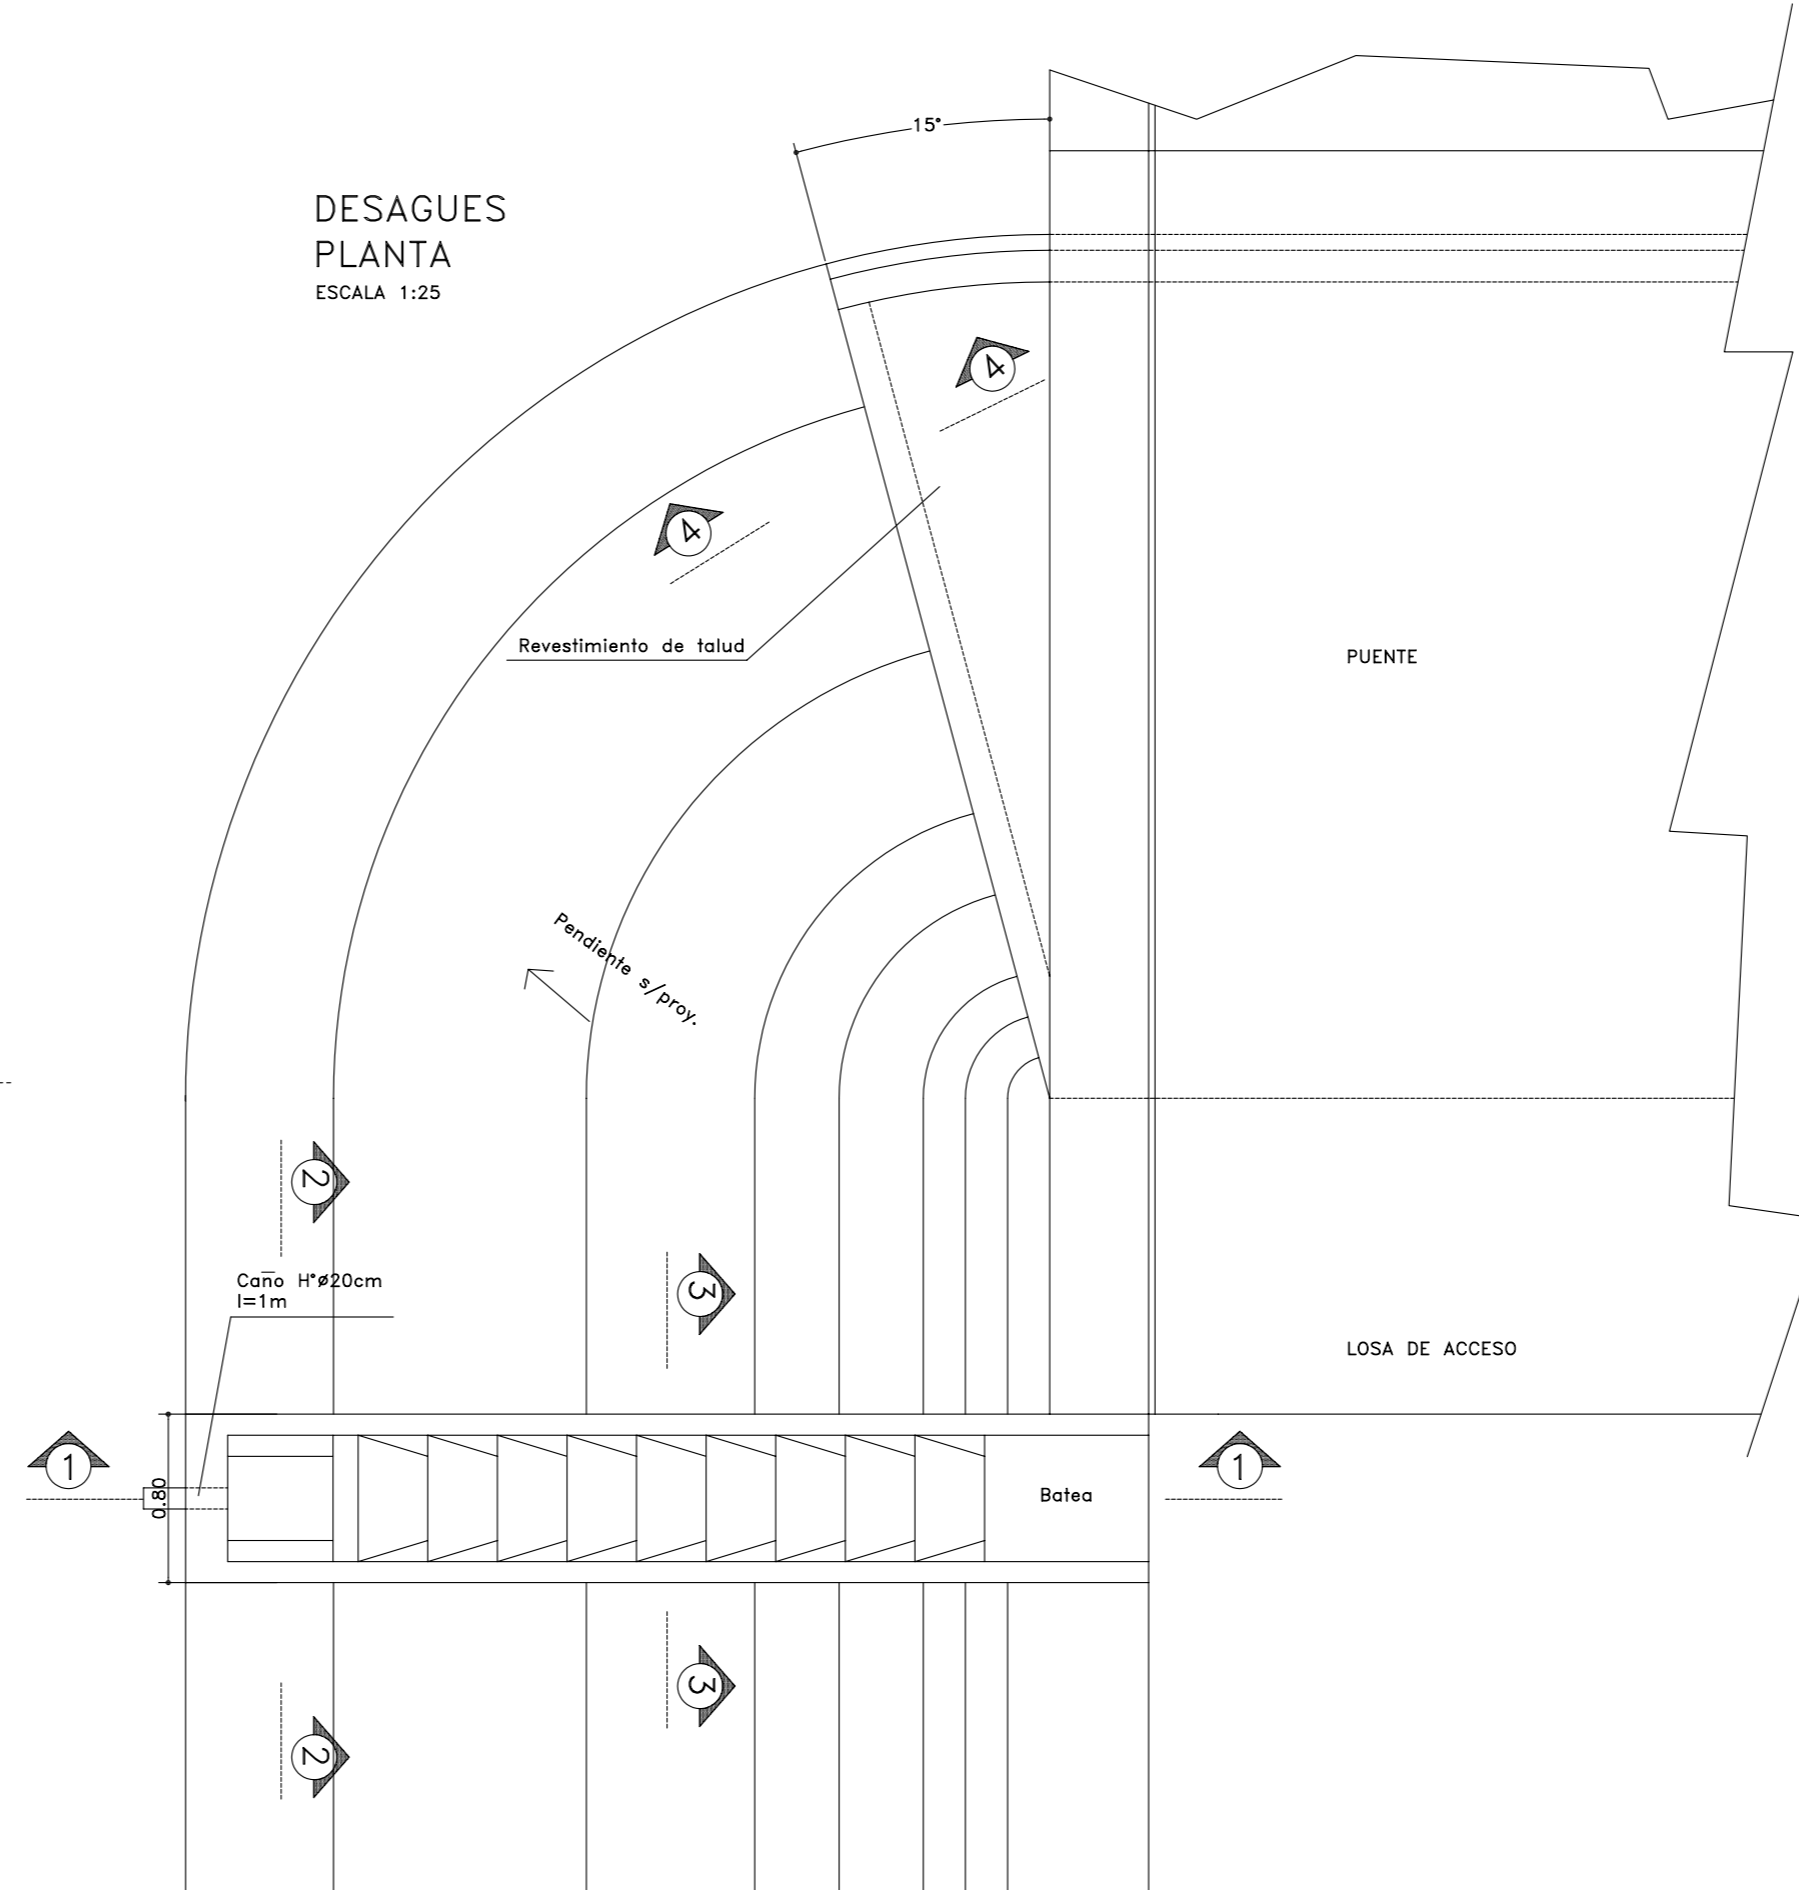 15°
DESAGUES
PLANTA
ESCALA 1:25
4
4
Revestimiento de talud
PUENTE
Pendiente s/proy.
2
Caño H°ø20cm
l=1m
3
LOSA DE ACCESO
1
0.80
Batea
1
3
2